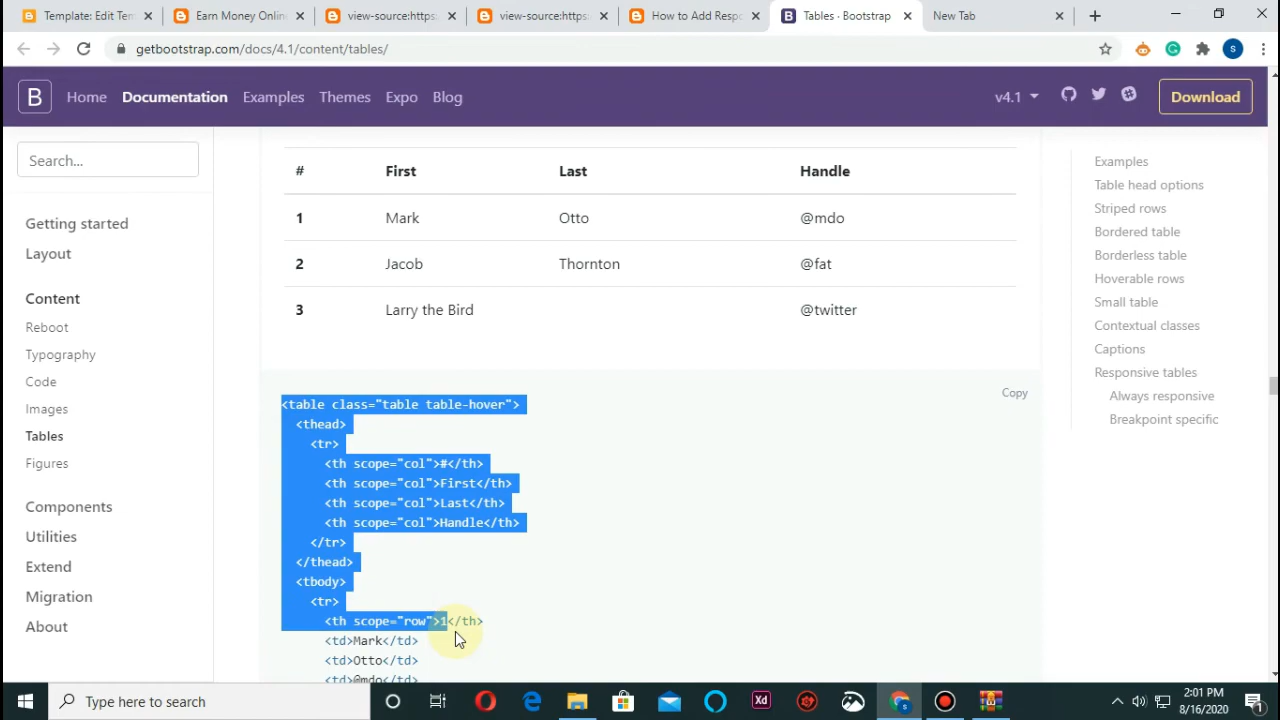 Template: Edit Tem
Earn Money Onlin
view-source:https:
view-source:https:
How to Add Respo
Tables · Bootstrap
New Tab
getbootstrap.com/docs/4.1/content/tables/
S
B
Home
Documentation
Examples
Themes
Expo
Blog
v4.1
Download
Search...
Getting started
Layout
Content
Reboot
Typography
Code
Images
Tables
Figures
Components
Utilities
Extend
Migration
About
# First Last Handle
1 Mark Otto @mdo
2 Jacob Thornton @fat
3 Larry the Bird @twitter
Copy
<table class="table table-hover">
<thead>
<tr>
<th scope="col">#</th>
<th scope="col">First</th>
<th scope="col">Last</th>
<th scope="col">Handle</th>
</tr>
</thead>
<tbody>
<tr>
<th scope="row">1</th>
<td>Mark</td>
<td>Otto</td>
<td>@mdo</td>
Examples
Table head options
Striped rows
Bordered table
Borderless table
Hoverable rows
Small table
Contextual classes
Captions
Responsive tables
Always responsive
Breakpoint specific
Type here to search
Xd
2:01 PM
8/16/2020
1